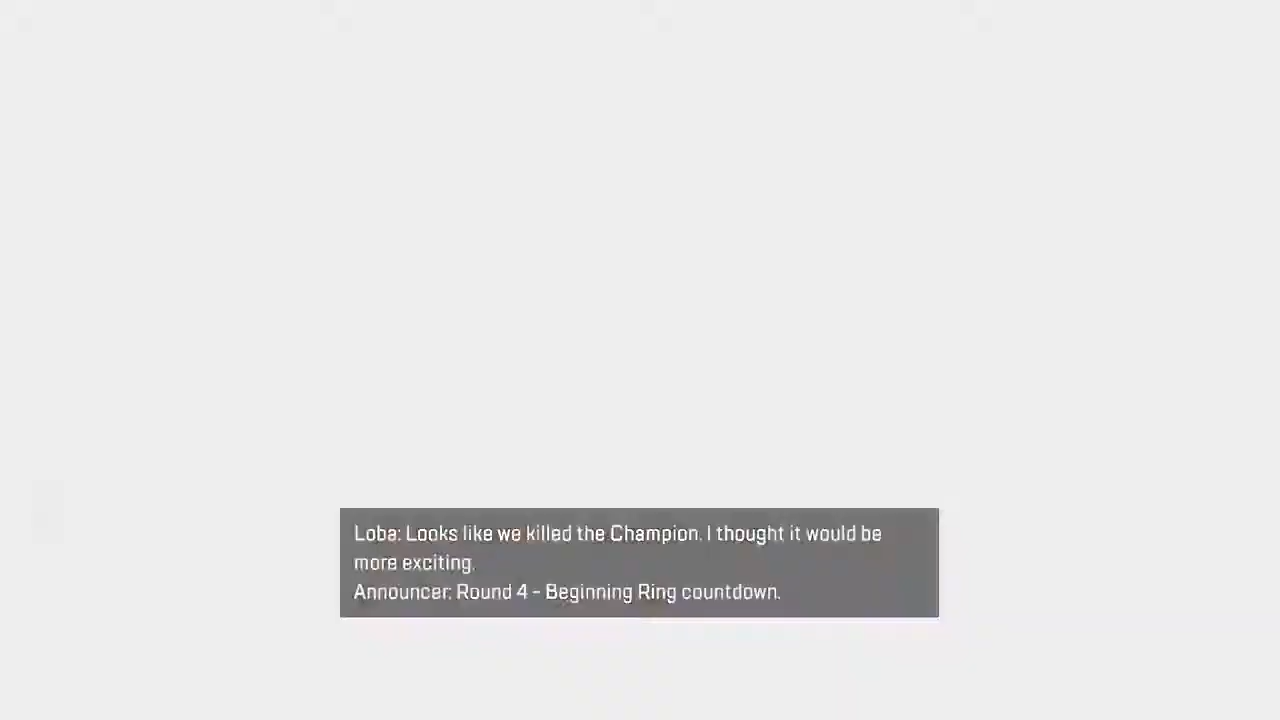 Loba: Looks like we killed the Champion. I thought it would be
more exciting.
Announcer: Round 4 - Beginning Ring countdown.